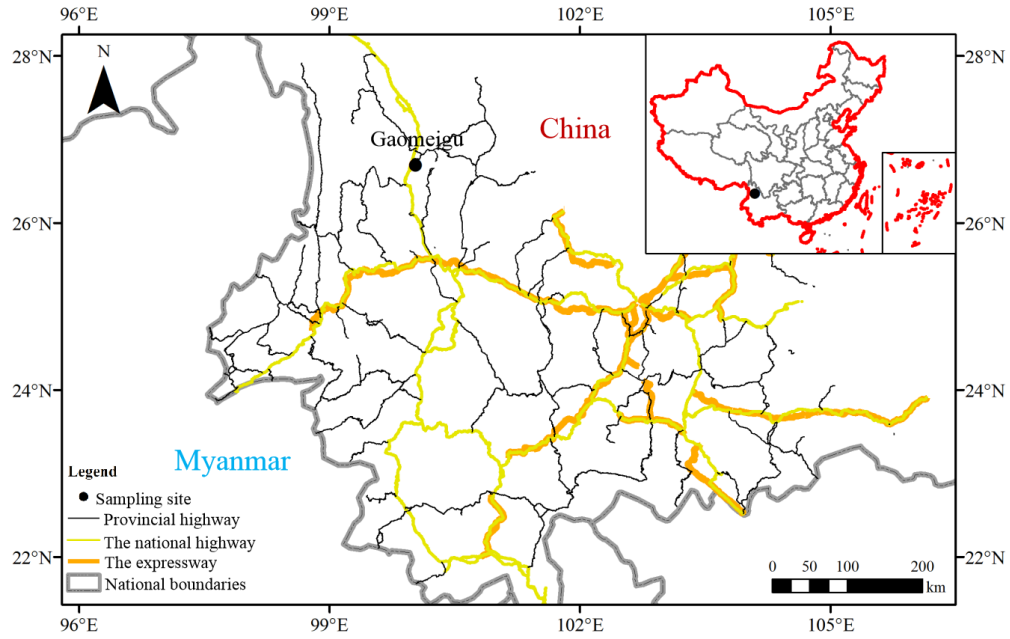 96°E 99°E 102°E 105°E
28°N 28°N
N
China
Gaomeigu
26°N 26°N
24°N 24°N
Myanmar
Legend
Sampling site
Provincial highway
The national highway
The expressway
National boundaries
22°N 22°N
0 50 100 200
km
96°E 99°E 102°E 105°E